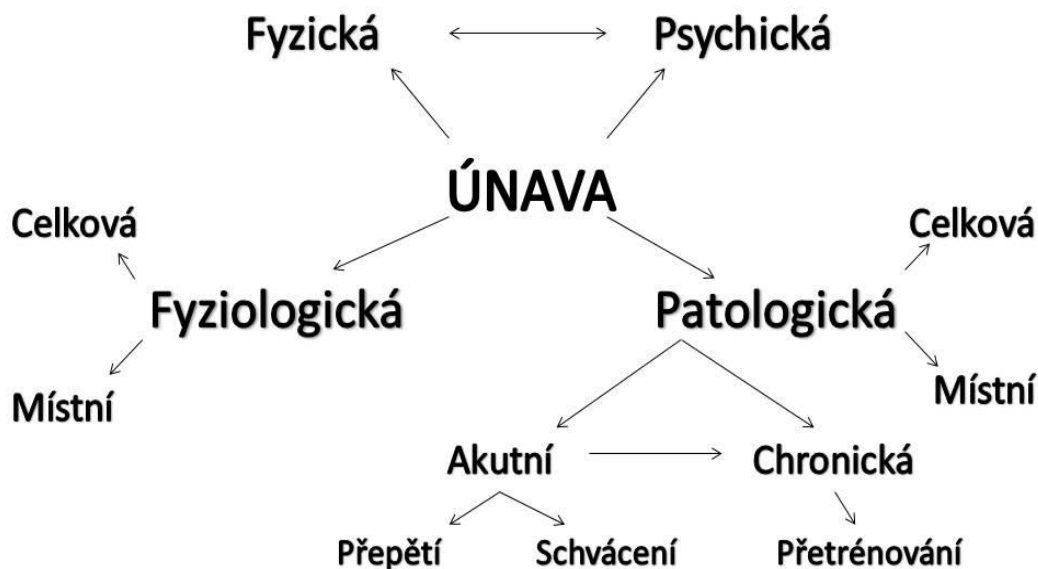 Fyzická
Psychická
ÚNAVA
Celková
Celková
Fyziologická
Patologická
Místní
Místní
Akutní
Chronická
Přepětí
Schvácení
Přetrénování